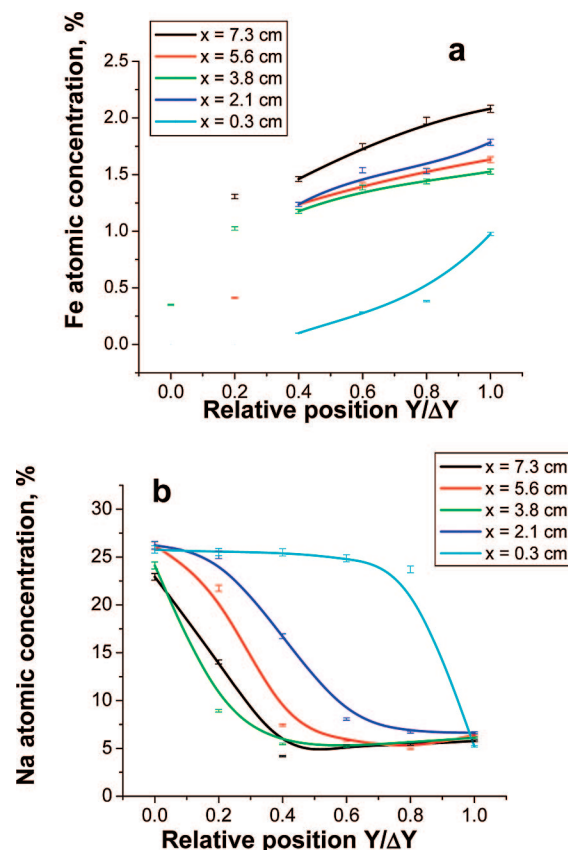 a
x = 7.3 cm
x = 5.6 cm
x = 3.8 cm
x = 2.1 cm
x = 0.3 cm
Fe atomic concentration, %
2.5
2.0
1.5
1.0
0.5
0.0
0.0 0.2 0.4 0.6 0.8 1.0
Relative position Y/ΔY
b
x = 7.3 cm
x = 5.6 cm
x = 3.8 cm
x = 2.1 cm
x = 0.3 cm
Na atomic concentration, %
30
25
20
15
10
5
0
0.0 0.2 0.4 0.6 0.8 1.0
Relative position Y/ΔY